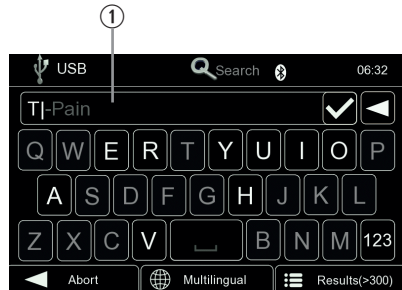 1
USB Search 06:32
T|-Pain
Q W E R T Y U I O P
A S D F G H J K L
Z X C V B N M 123
Abort Multilingual Results(>300)